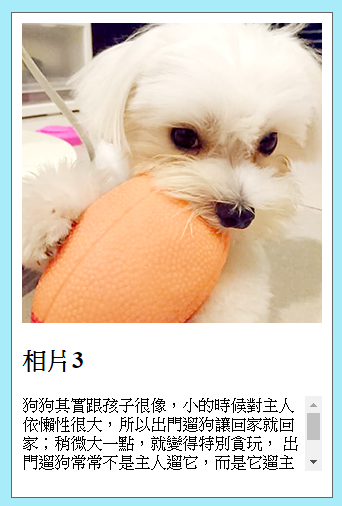 相片3
狗狗其實跟孩子很像，小的時候對主人
依懶性很大，所以出門遛狗讓回家就回
家；稍微大一點，就變得特別貪玩， 出
門遛狗常常不是主人遛它，而是它遛主